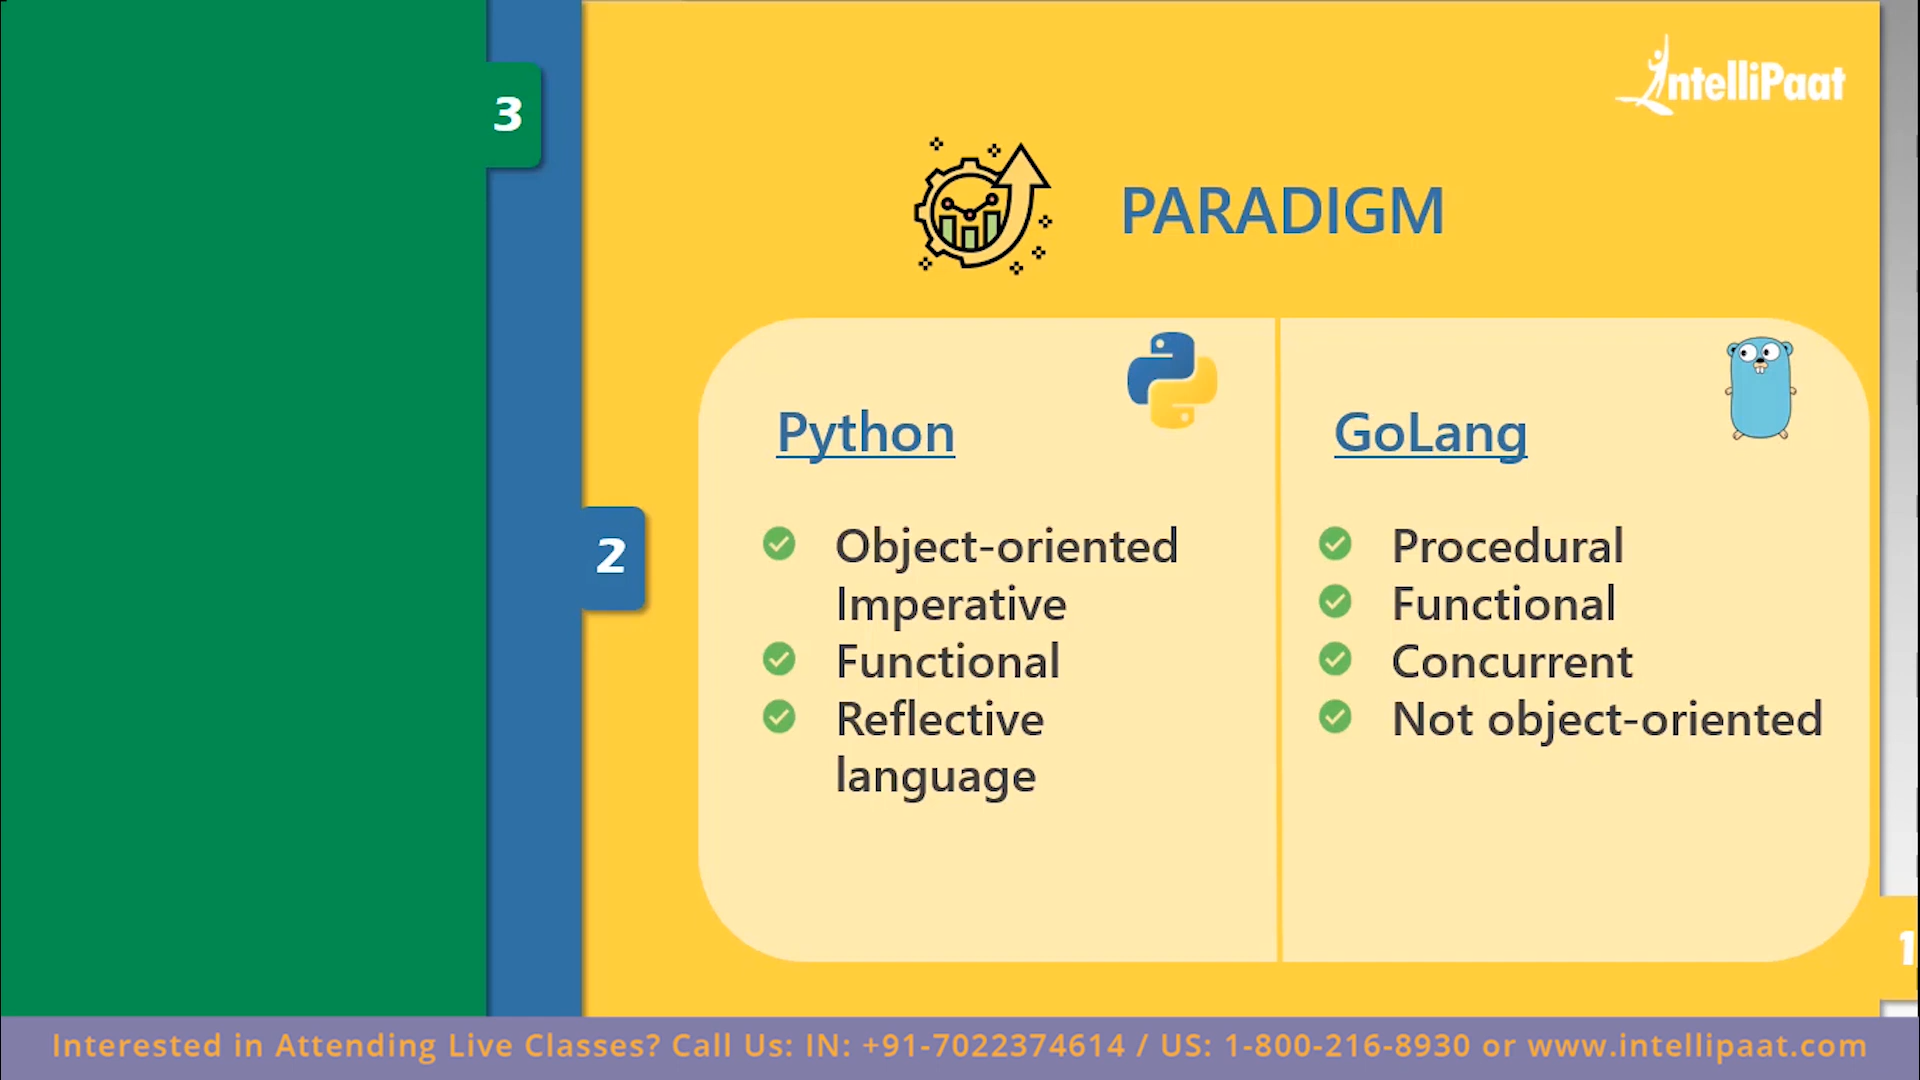 3
IntelliPaat
PARADIGM
Python
GoLang
Object-oriented
Imperative
Functional
Reflective
language
Procedural
Functional
Concurrent
Not object-oriented
2
1
Interested in Attending Live Classes? Call Us: IN: +91-7022374614 / US: 1-800-216-8930 or www.intellipaat.com